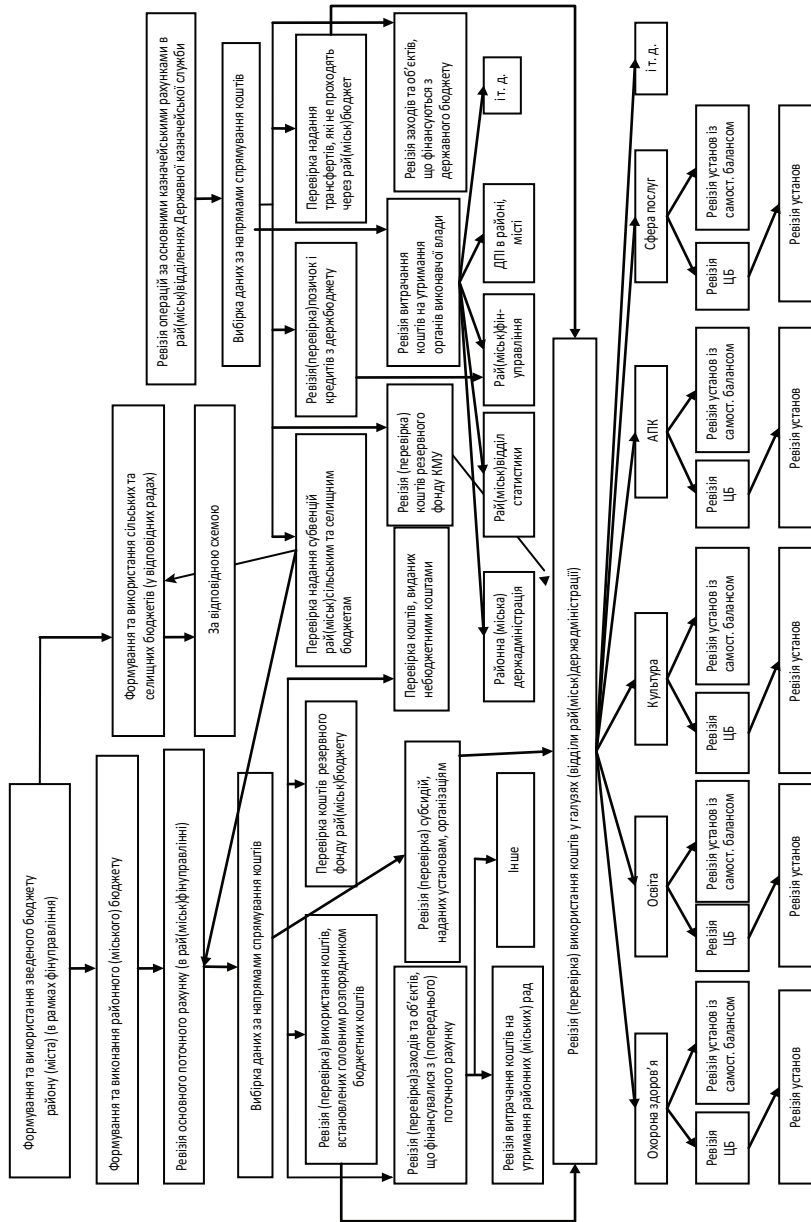 Формування та використання зведеного бюджету
району (міста) (в рамках фінуправління)
Формування та виконання районного (міського) бюджету
Ревізія основного поточного рахунку (в рай(міськ)фінуправлінні)
Вибірка даних за напрямами спрямування коштів
Формування та використання сільських та
селищних бюджетів (у відповідних радах)
За відповідною схемою
Ревізія операцій за основними казначейськими рахунками в
рай(міськ)відділеннях Державної казначейської служби
Вибірка даних за напрямами спрямування коштів
Ревізія (перевірка) використання коштів,
встановлених головним розпорядником
бюджетних коштів
Перевірка коштів резервного
фонду рай(міськ)бюджету
Перевірка надання субвенцій
рай(міськ)сільським та селищним
бюджетам
Ревізія(перевірка)позичок і
кредитів з держбюджету
Перевірка надання
трансфертів, які не проходять
через рай(міськ)бюджет
Ревізія (перевірка)заходів та об’єктів,
що фінансувалися з (попереднього)
поточного рахунку
Ревізія (перевірка) субсидій,
наданих установам, організаціям
Перевірка коштів, виданих
небюджетними коштами
Ревізія (перевірка)
коштів резервного
фонду КМУ
Ревізія витрачання
коштів на утримання
органів виконавчої влади
Ревізія заходів та об’єктів,
що фінансуються з
державного бюджету
Ревізія витрачання коштів на
утримання районних (міських) рад
Інше
Районна (міська)
держадміністрація
Рай(міськ)відділ
статистики
Рай(міськ)фін-
управління
ДПІ в районі,
місті
і т. д.
Ревізія (перевірка) використання коштів у галузях (відділи рай(міськ)держадміністрації)
Охорона здоров’я
Освіта
Культура
АПК
Сфера послуг
і т. д.
Ревізія
ЦБ
Ревізія установ із
самост. балансом
Ревізія
ЦБ
Ревізія установ із
самост. балансом
Ревізія
ЦБ
Ревізія установ із
самост. балансом
Ревізія
ЦБ
Ревізія установ із
самост. балансом
Ревізія
ЦБ
Ревізія установ із
самост. балансом
Ревізія установ
Ревізія установ
Ревізія установ
Ревізія установ
Ревізія установ